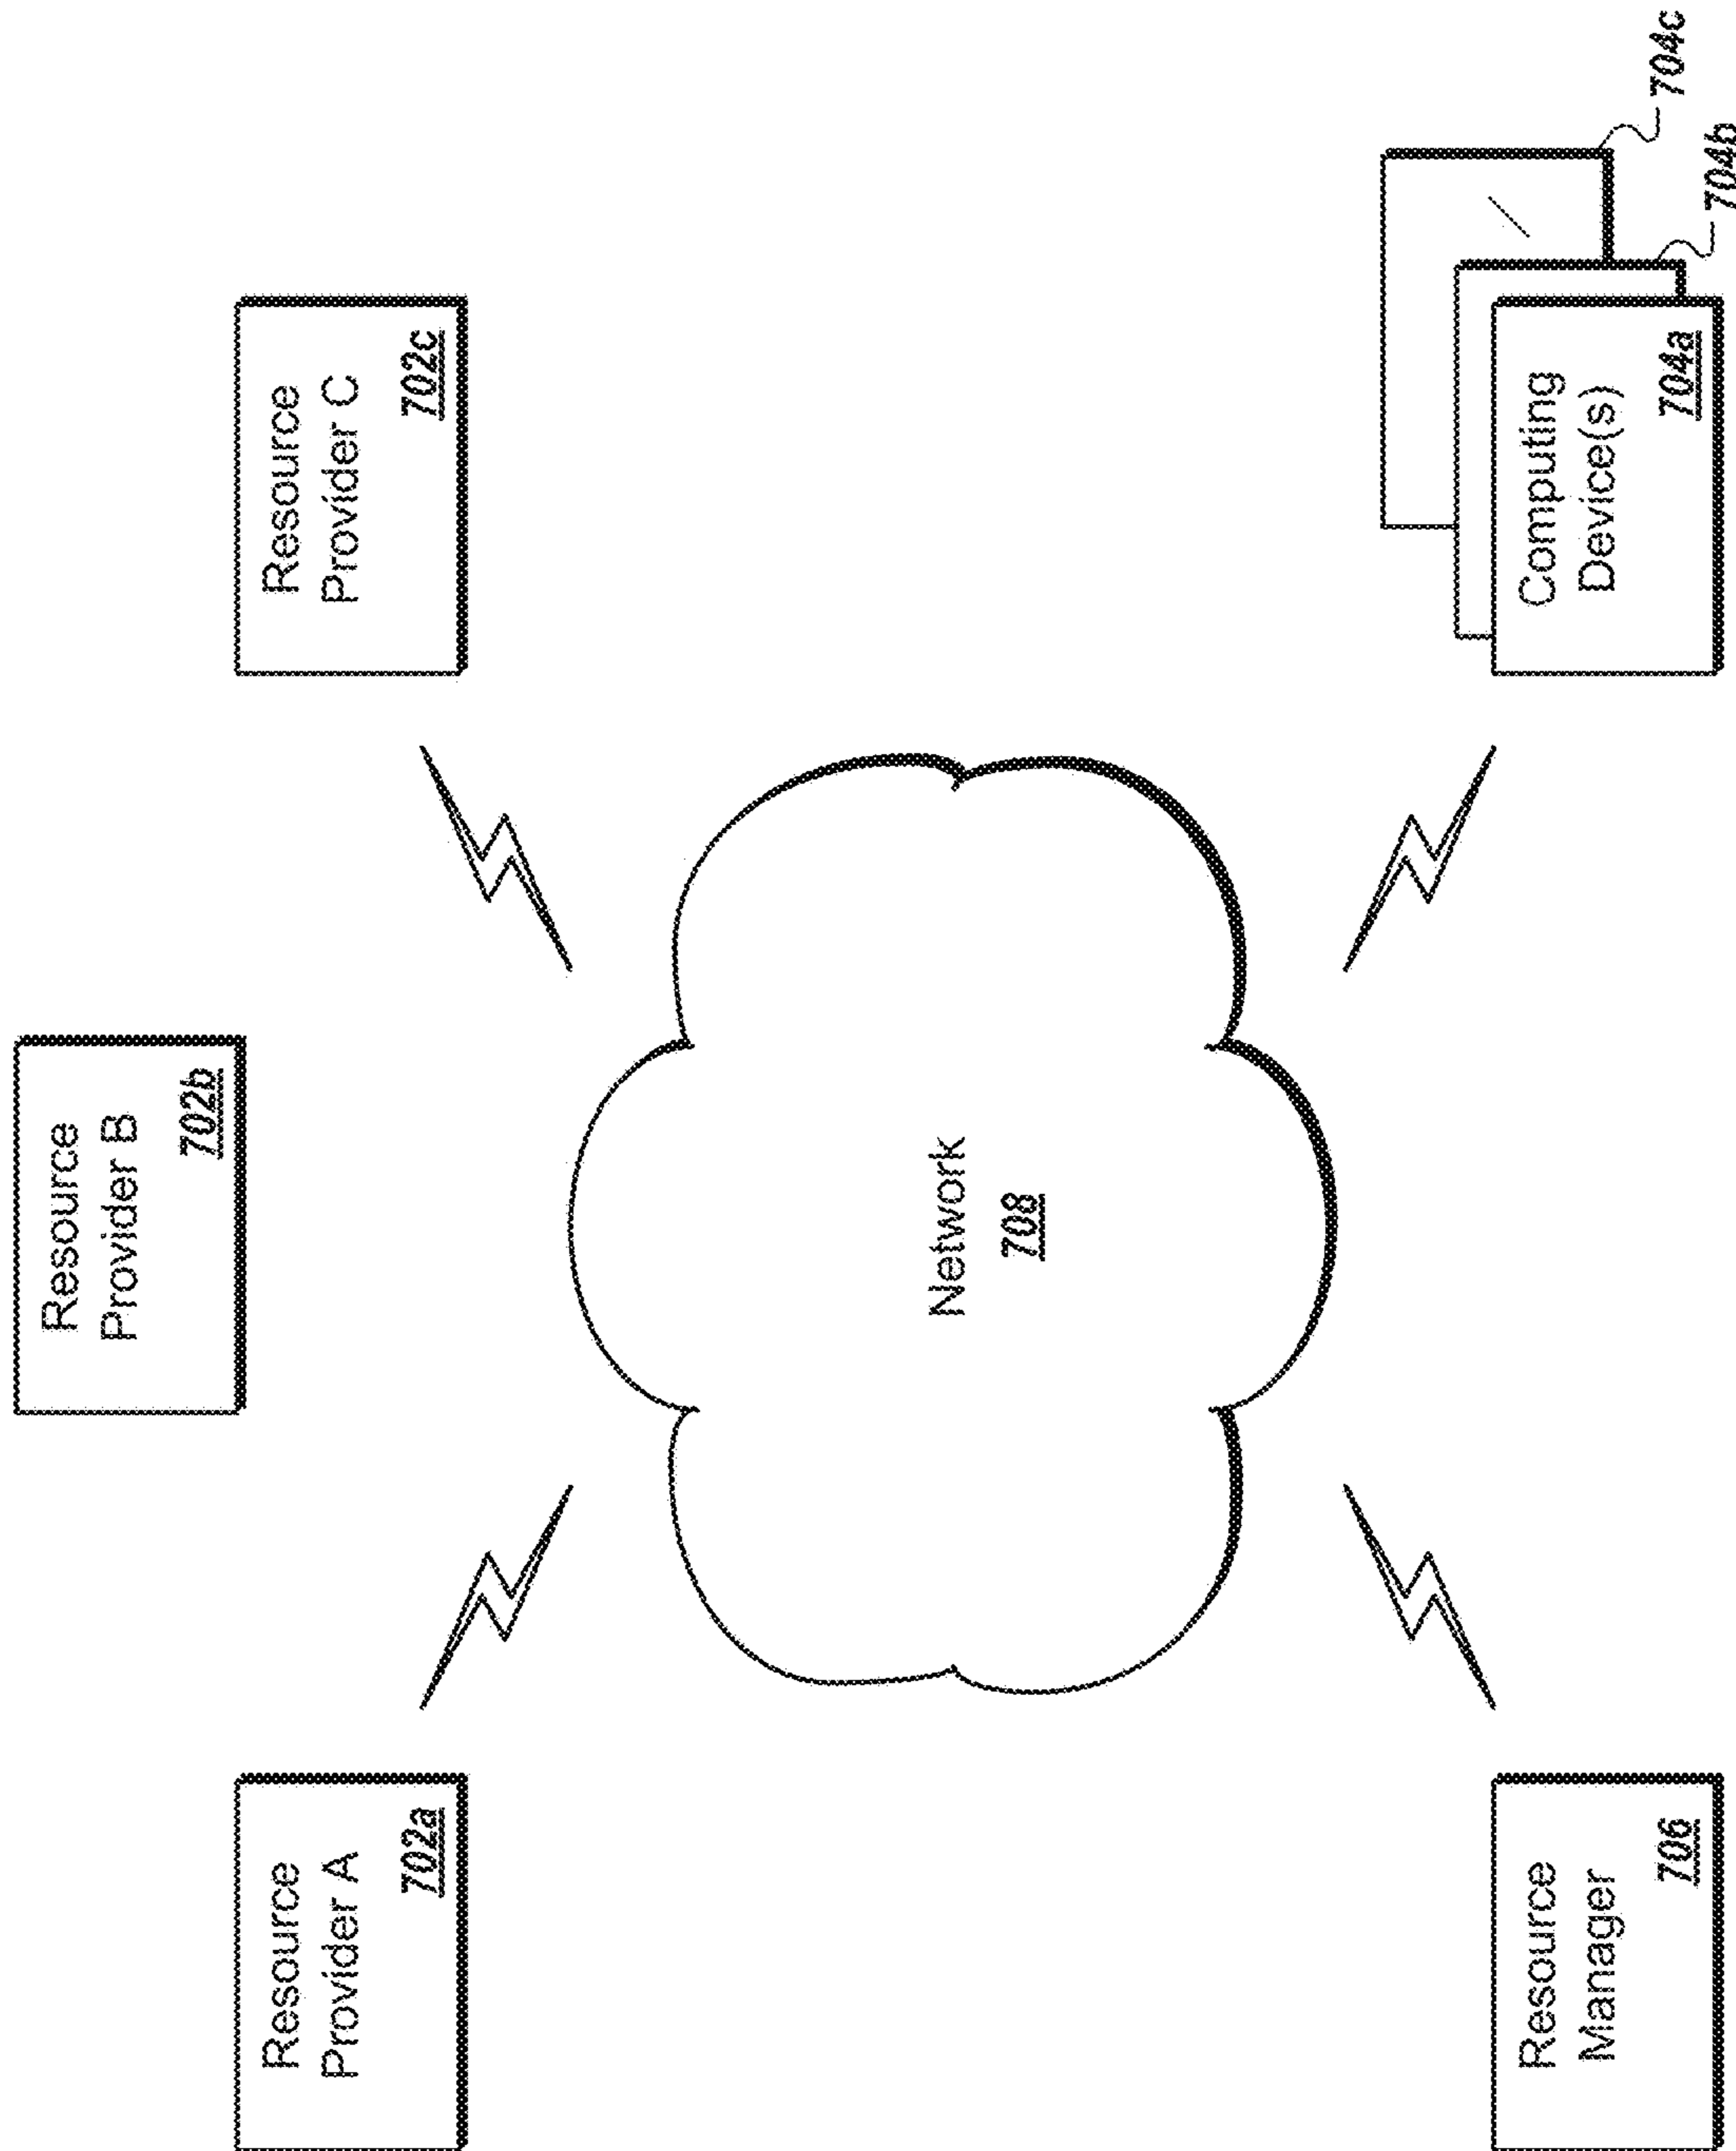 Resource
Provider B
702b
Resource
Provider A
702a
Resource
Provider C
702c
Network
708
Resource
Manager
706
Computing
Device(s)
704a
704b
704c